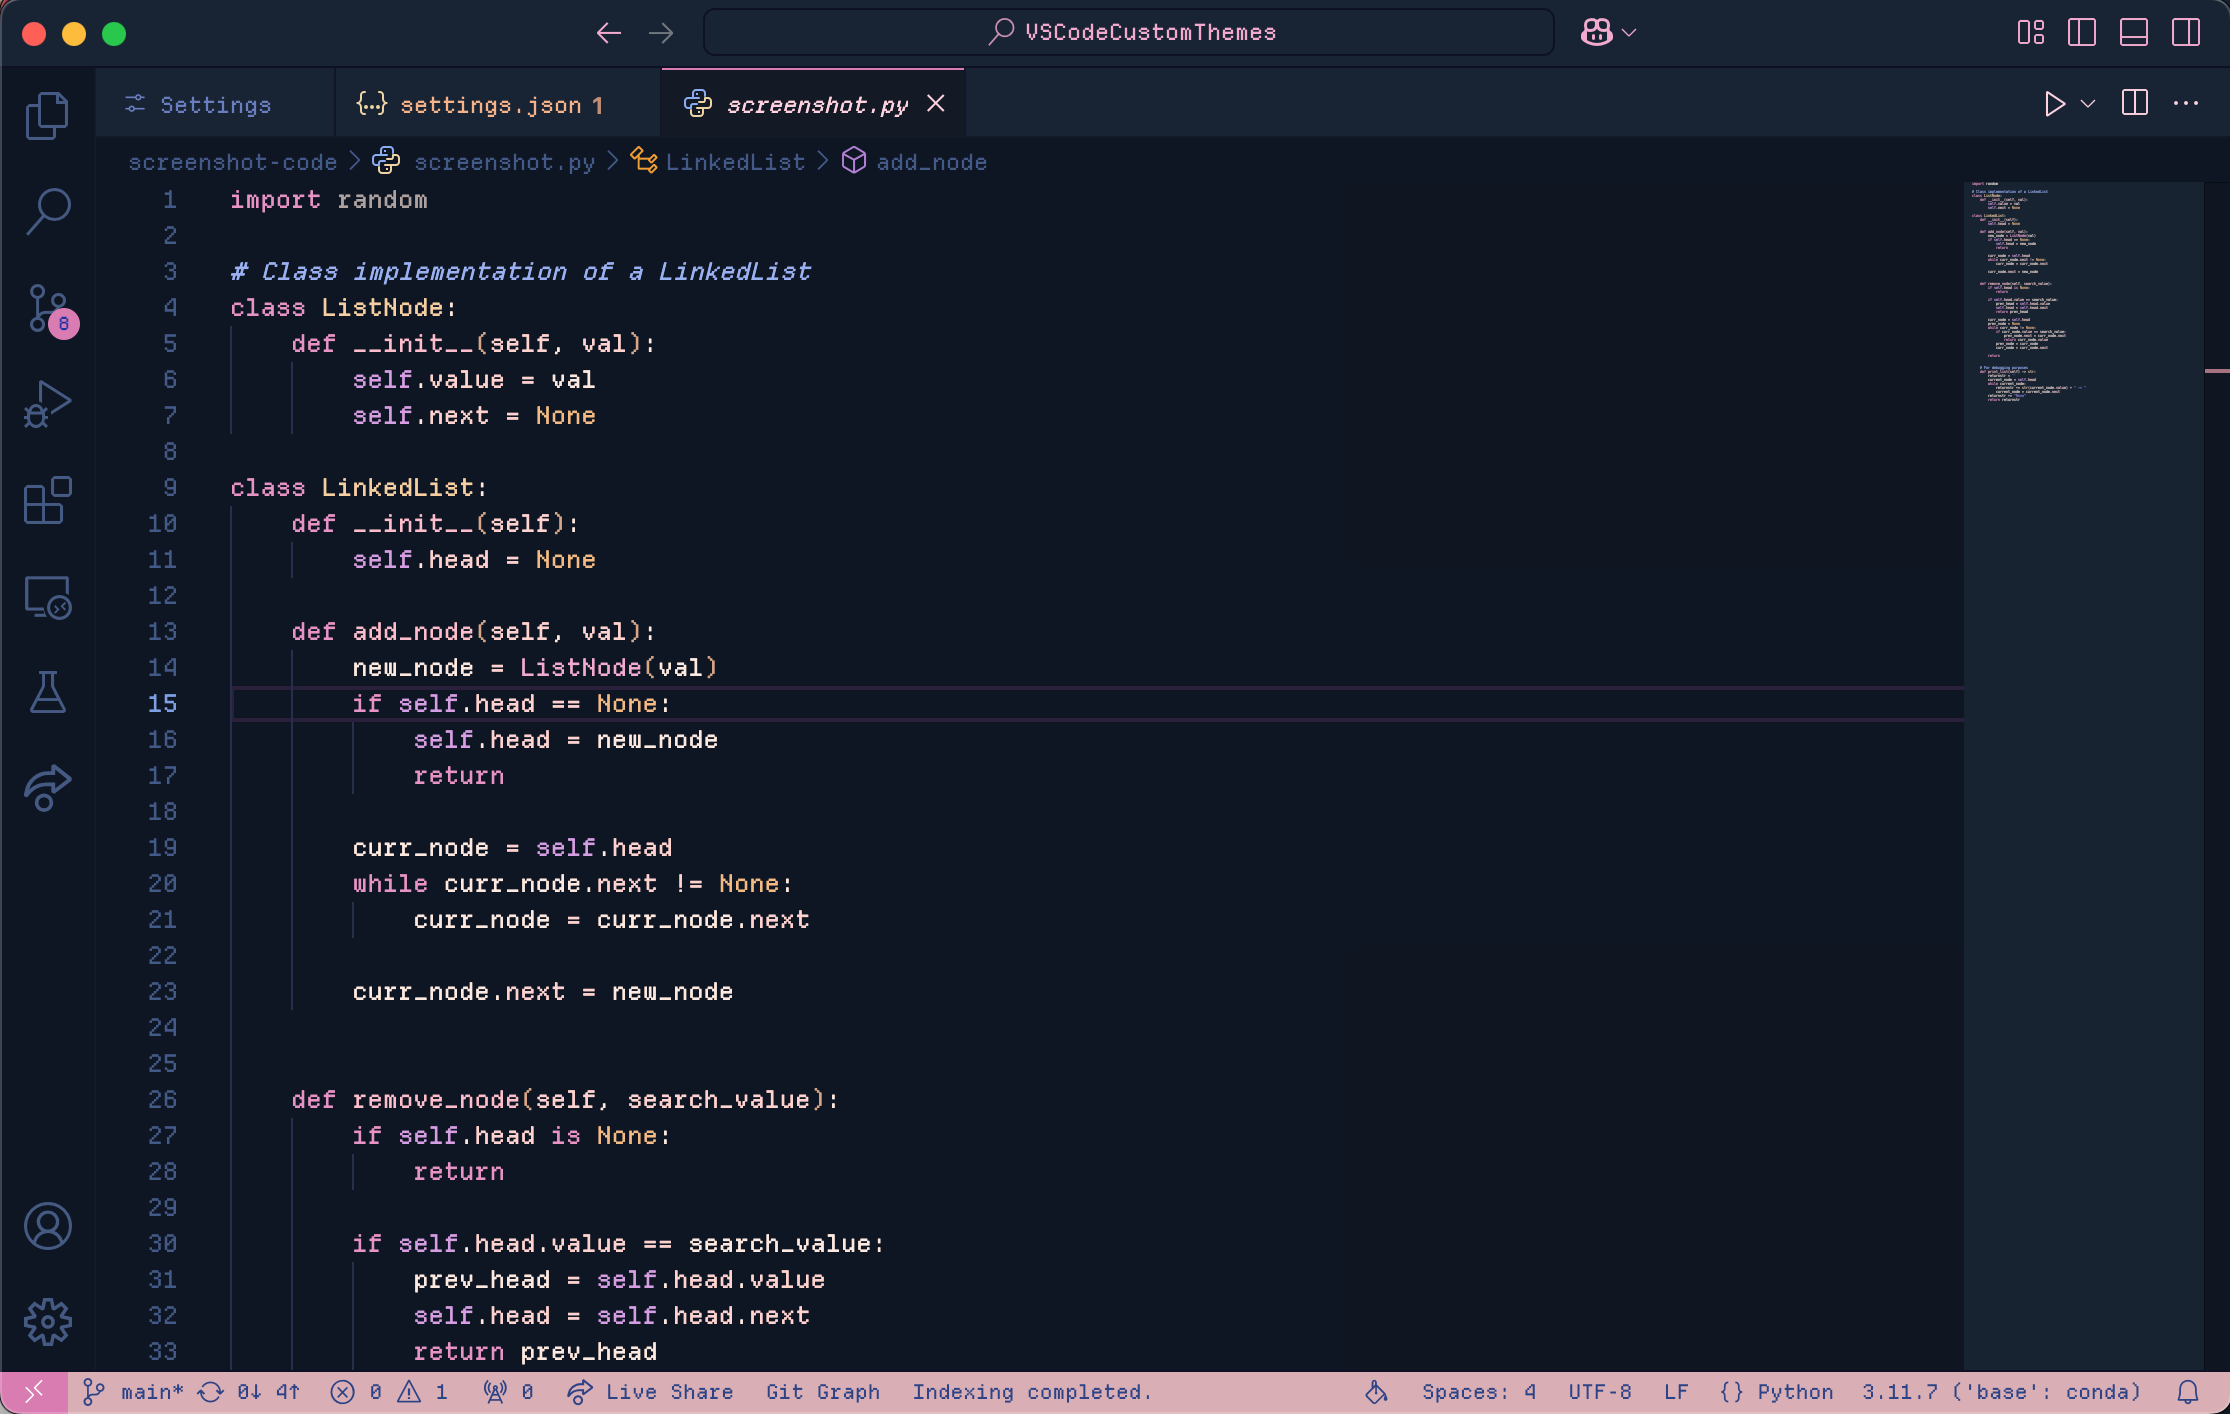 VSCodeCustomThemes
Settings
{...} settings.json 1
screenshot.py
screenshot-code > screenshot.py > LinkedList > add_node
8
1 import random
2
3 # Class implementation of a LinkedList
4 class ListNode:
5     def __init__(self, val):
6         self.value = val
7         self.next = None
8
9 class LinkedList:
10     def __init__(self):
11         self.head = None
12
13     def add_node(self, val):
14         new_node = ListNode(val)
15         if self.head == None:
16             self.head = new_node
17             return
18
19         curr_node = self.head
20         while curr_node.next != None:
21             curr_node = curr_node.next
22
23         curr_node.next = new_node
24
25
26     def remove_node(self, search_value):
27         if self.head is None:
28             return
29
30         if self.head.value == search_value:
31             prev_head = self.head.value
32             self.head = self.head.next
33             return prev_head
main* 0↓ 4↑ 0 1 0 Live Share Git Graph Indexing completed. Spaces: 4 UTF-8 LF {} Python 3.11.7 ('base': conda)